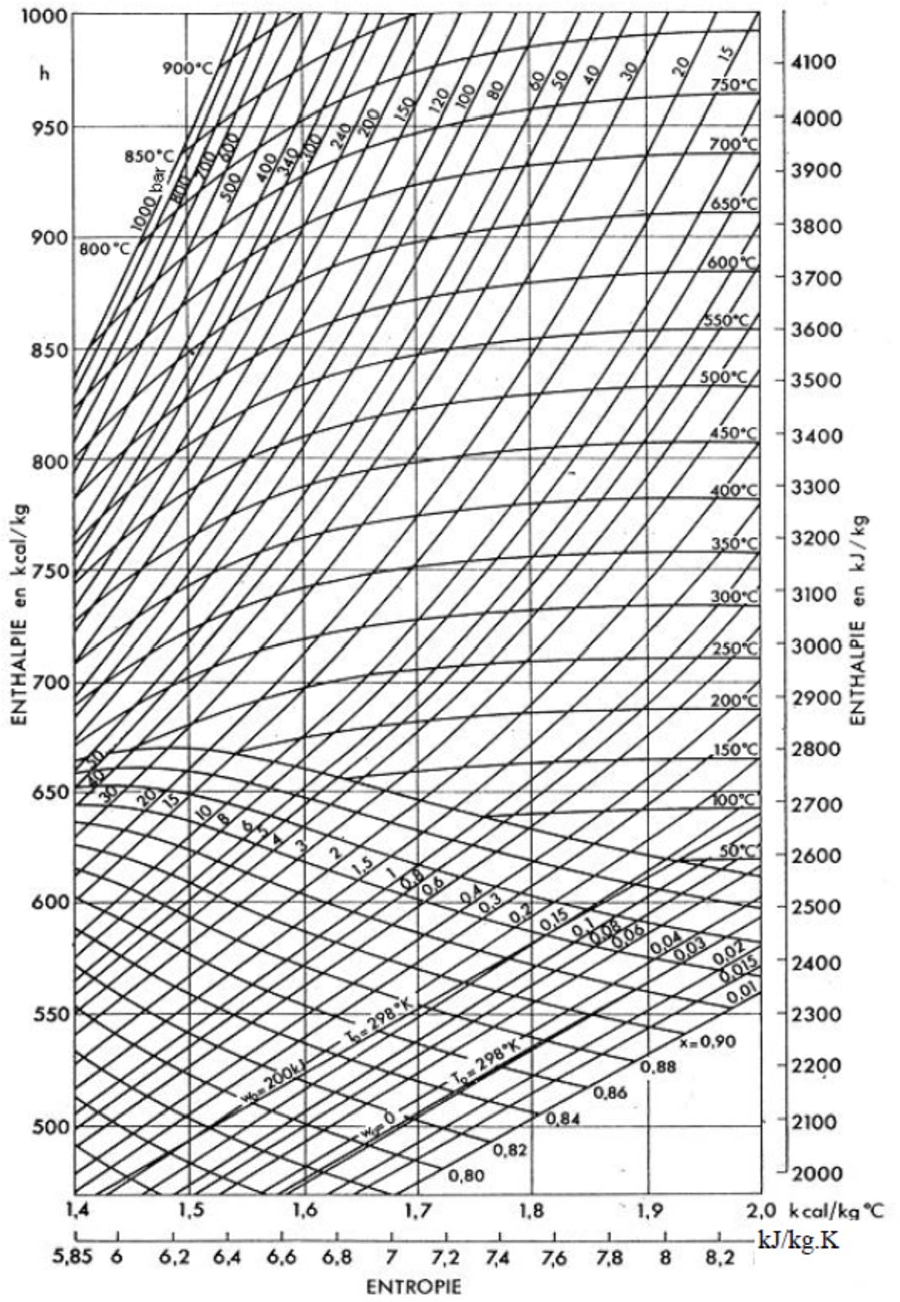 1000
h
950
900
850
800
750
700
650
600
550
500
ENTHALPIE en kcal/kg
4100
4000
3900
3800
3700
3600
3500
3400
3300
3200
3100
3000
2900
2800
2700
2600
2500
2400
2300
2200
2100
2000
ENTHALPIE en kJ/kg
900°C
850°C
800°C
750°C
700°C
650°C
600°C
550°C
500°C
450°C
400°C
350°C
300°C
250°C
200°C
150°C
100°C
50°C
1000 bar
800
700
600
500
400
340
300
240
200
150
120
100
80
60
50
40
30
20
15
50
40
30
20
15
10
8
6
5
4
3
2
1,5
1
0,8
0,6
0,4
0,3
0,2
0,15
0,1
0,08
0,06
0,04
0,03
0,02
0,015
0,01
w₀=200kJ
T₀=298°K
w₀=0
T₀=298°K
x=0,90
0,88
0,86
0,84
0,82
0,80
1,4 1,5 1,6 1,7 1,8 1,9 2,0 kcal/kg°C
5,85 6 6,2 6,4 6,6 6,8 7 7,2 7,4 7,6 7,8 8 8,2 kJ/kg.K
ENTROPIE